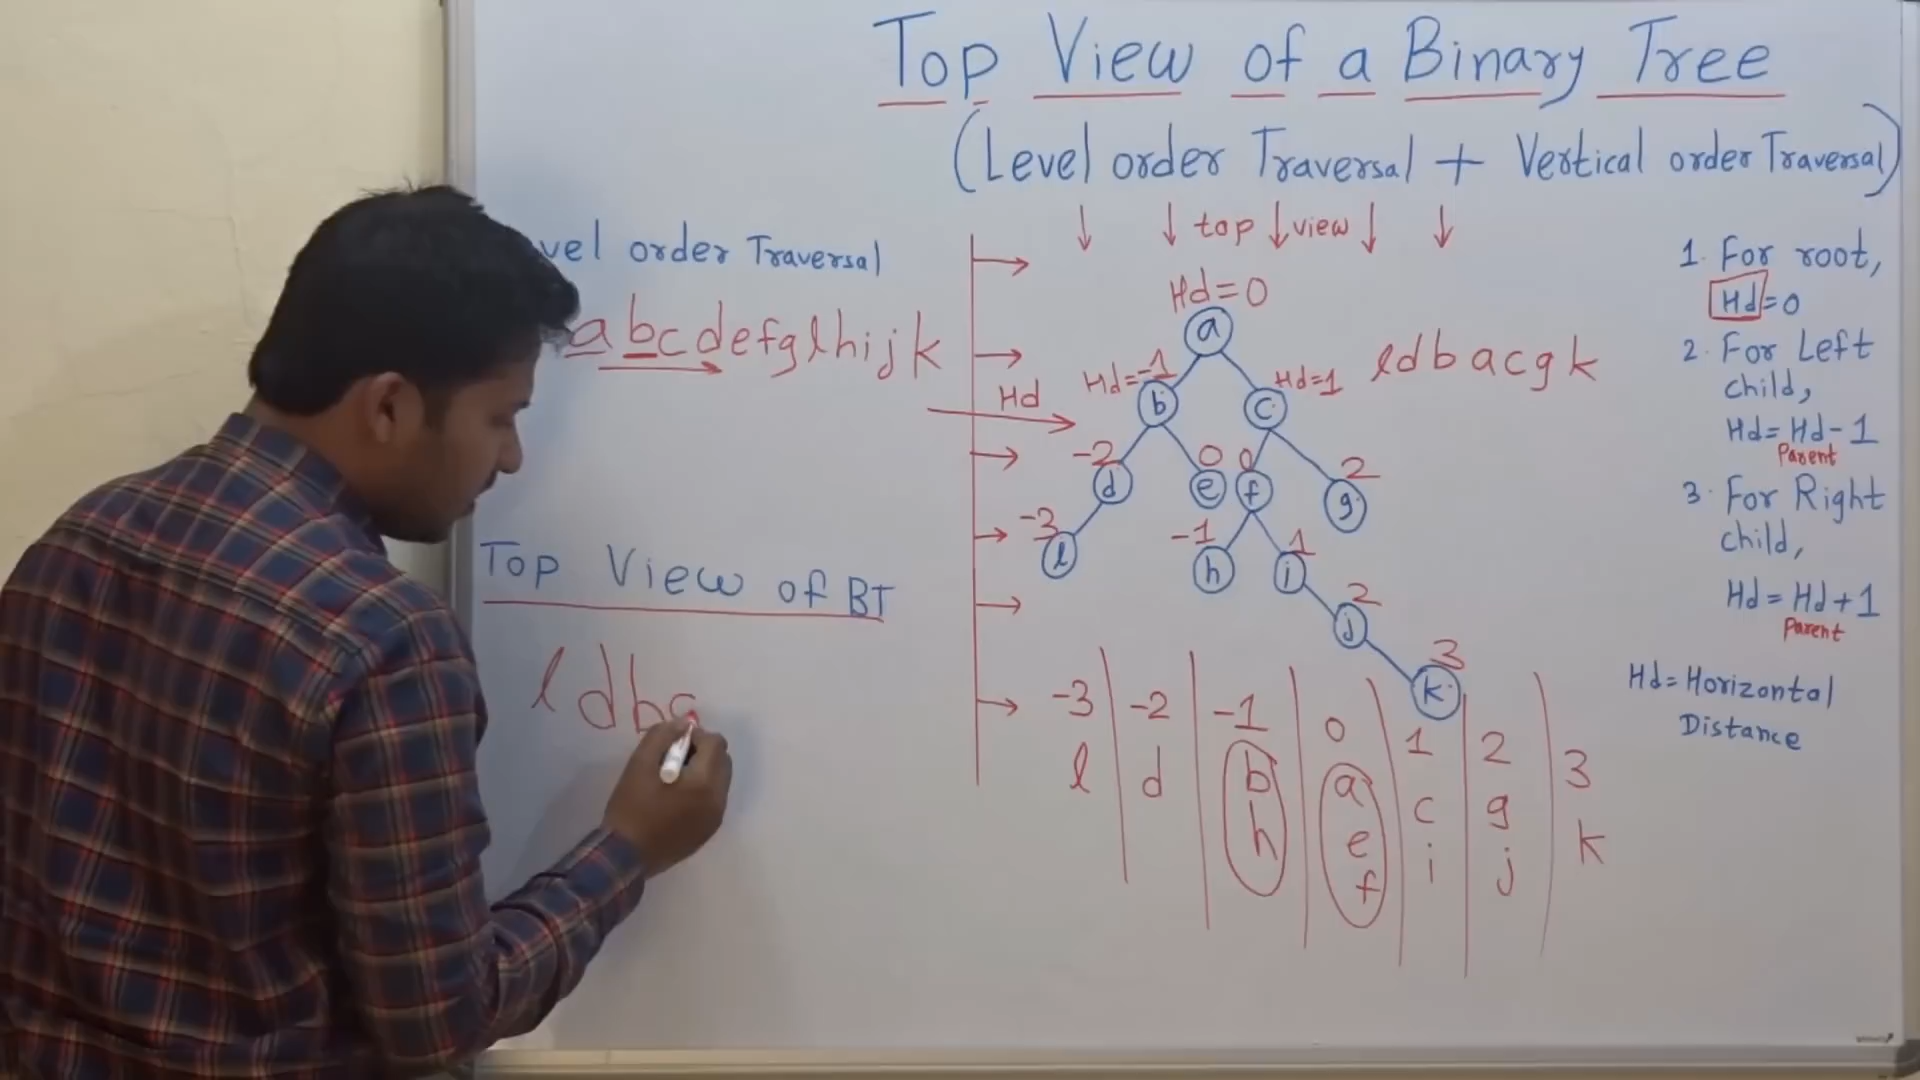 Top View of a Binary Tree
(Level order Traversal + Vertical order Traversal)
↓ ↓ top ↓ view ↓ ↓
vel order Traversal
a b c d e f g l h i j k
Hd
Hd=0
a
Hd=-1
Hd=1
b
c
l d b a c g k
-2
0
0
2
d
e
f
g
-3
-1
1
l
h
i
2
j
3
k
-3 | -2 | -1 | 0 | 1 | 2 | 3
l | d | b | a | c | g | k
h | e | i | j
f
Top View of BT
l d b a
1. For root,
Hd=0
2. For Left
child,
Hd= Hd-1
Parent
3. For Right
child,
Hd= Hd+1
Parent
Hd=Horizontal
Distance